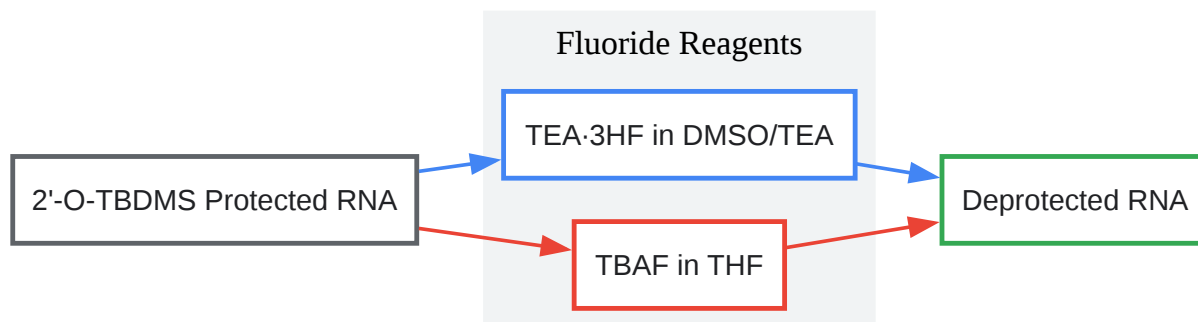 Fluoride Reagents
TEA·3HF in DMSO/TEA
2'-O-TBDMS Protected RNA
Deprotected RNA
TBAF in THF